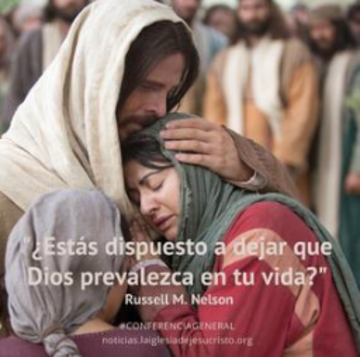 "¿Estás dispuesto a dejar que
Dios prevalezca en tu vida?"
Russell M. Nelson
#CONFERENCIAGENERAL
noticias.laiglesiadejesucristo.org